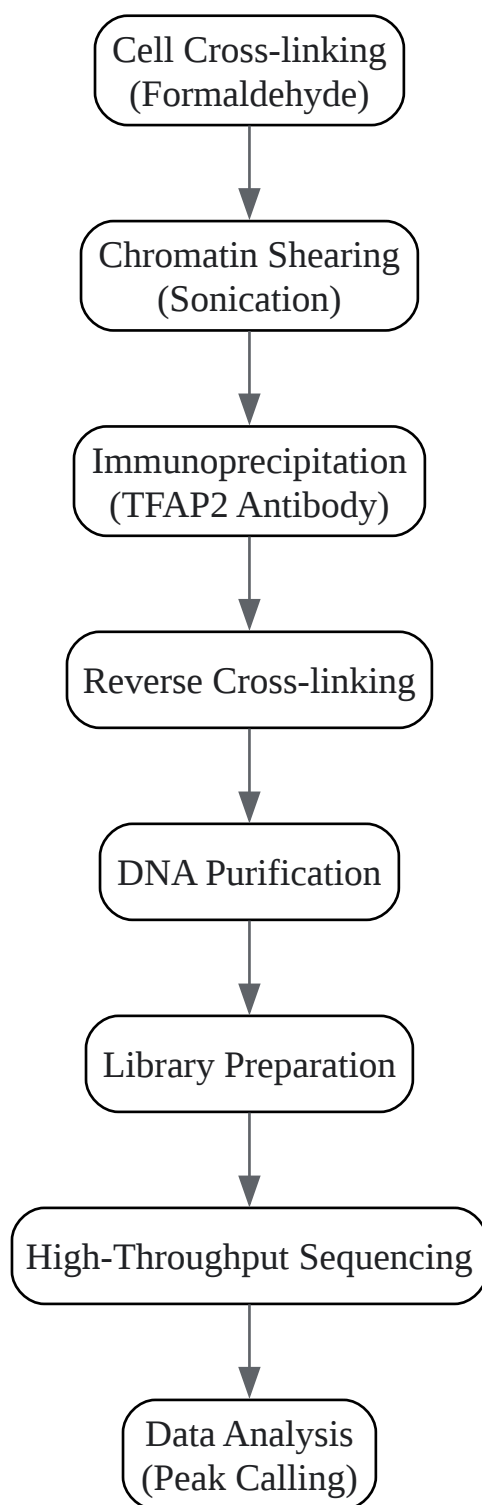 Cell Cross-linking
(Formaldehyde)
Chromatin Shearing
(Sonication)
Immunoprecipitation
(TFAP2 Antibody)
Reverse Cross-linking
DNA Purification
Library Preparation
High-Throughput Sequencing
Data Analysis
(Peak Calling)